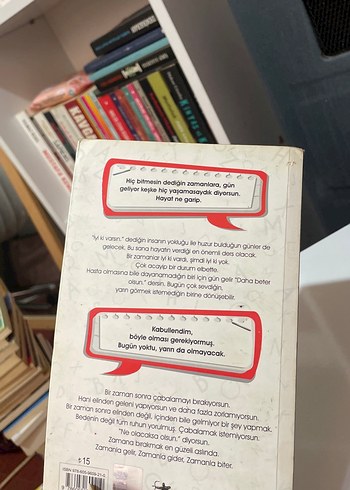 KAVGA
Hiç bitmesin dediğin zamanlara, gün
geliyor keşke hiç yaşamasaydık diyorsun.
Hayat ne garip.
"İyi ki varsın." dediğin insanın yokluğu ile huzur bulduğun günler de
gelecek. Bu sana hayatın verdiği en önemli ders olacak.
Bir zamanlar iyi ki vardı, şimdi iyi ki yok.
Çok acayip bir durum elbette.
Hasta olmasına bile dayanamadığın biri için gün gelir "Daha beter
olsun." dersin. Bugün çok sevdiğin,
yarın görmek istemediğin birine dönüşebilir.
Kabullendim,
böyle olması gerekiyormuş.
Bugün yoktu, yarın da olmayacak.
Bir zaman sonra çabalamayı bırakıyorsun.
Hani elinden geleni yapıyorsun ve daha fazla zorlamıyorsun.
Bir zaman sonra elinden değil, içinden bile gelmiyor bir şey yapmak.
Bedenin değil tüm ruhun yorulmuş. Çabalamak istemiyorsun.
"Ne olacaksa olsun." diyorsun.
Zamana bırakmak en güzeli aslında.
Zamanla gelir, Zamanla gider, Zamanla biter.
₺15